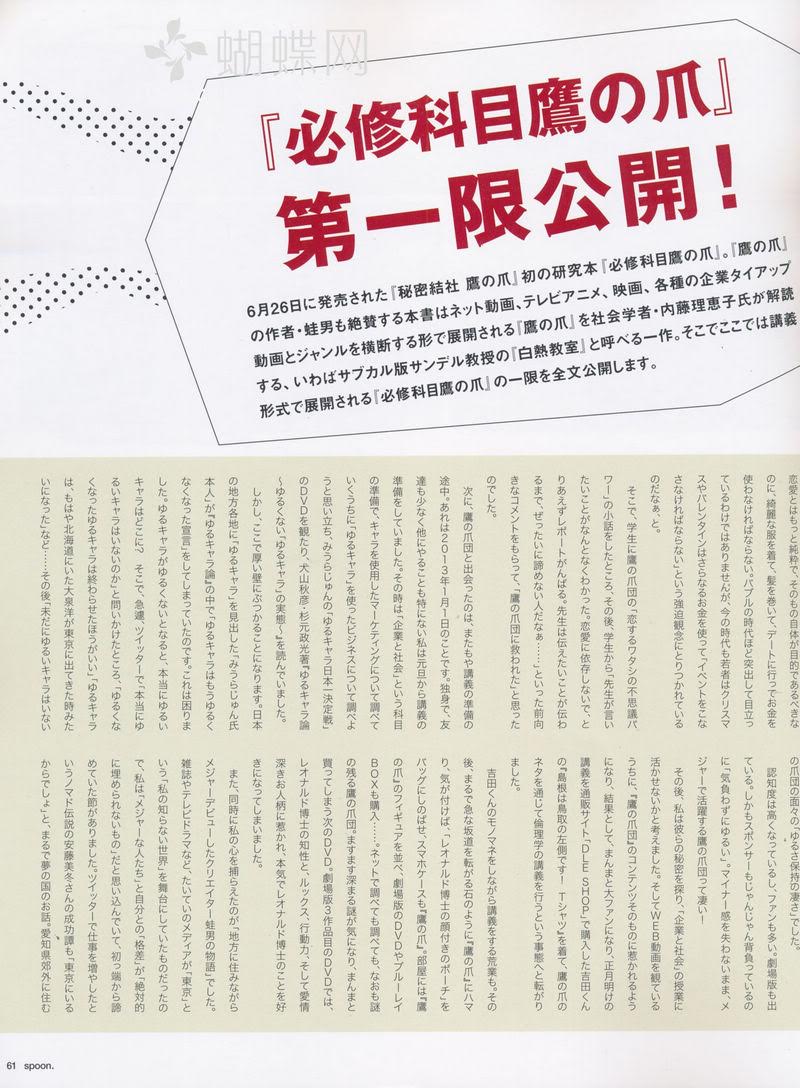 蝴蝶网
『必修科目鷹の爪』
第一限公開！
6月26日に発売された『秘密結社 鷹の爪』初の研究本『必修科目鷹の爪』。『鷹の爪』
の作者・蛙男も絶賛する本書はネット動画、テレビアニメ、映画、各種の企業タイアップ
動画とジャンルを横断する形で展開される『鷹の爪』を社会学者・内藤理恵子氏が解読
する、いわばサブカル版サンデル教授の『白熱教室』と呼べる一作。そこでここでは講義
形式で展開される『必修科目鷹の爪』の一限を全文公開します。
恋愛とはもっと純粋で、そのもの自体が目的であるべきな
のに、綺麗な服を着て、髪を巻いて、デートに行ってお金を
使わなければならない。バブルの時代ほど突出して目立っ
ているわけではありませんが、今の時代も若者はクリスマ
スやバレンタインはさらなるお金を使って、「イベントをこな
さなければならない」という強迫観念にとりつかれている
のだなぁ、と。
そこで、学生に鷹の爪団の「恋するワタシの不思議パ
ワー」の小話をしたところ、その後、学生から「先生が言い
たいことがなんとなくわかった。恋愛に依存しないで、と
りあえずレポートがんばる。」「先生は伝えたいことが伝わ
るまで、ぜったいに諦めない人だなぁ……」といった前向
きなコメントをもらって、「鷹の爪団に救われた」と思った
のでした。
次に、鷹の爪団と出会ったのは、またもや講義の準備の
途中。あれは2013年1月1日のことです。独身で、友
達も少なく他にやることも特にない私は元旦から講義の
準備をしていました。その時は「企業と社会」という科目
の準備で、キャラを使用したマーケティングについて調べて
いくうちに「ゆるキャラ」を使ったビジネスについて調べよ
うと思い立ち、みうらじゅんの「ゆるキャラ日本一決定戦」
のDVDを観たり、犬山秋彦・杉元政光著『ゆるキャラ論
〜ゆるくない「ゆるキャラ」の実態〜』を読んでいました。
しかし、ここで厚い壁にぶつかることになります。日本
の地方各地に「ゆるキャラ」を見出した「みうらじゅん氏
本人」が『ゆるキャラ論』の中で「ゆるキャラはもうゆるく
なくなった宣言」をしてしまっていたのです。これは困りま
した。ゆるキャラがゆるくないとなると、本当にゆるい
キャラはどこに？ そこで、急遽、ツイッターで「本当にゆ
るいキャラはいないのか」と問いかけたところ、「ゆるくな
くなったゆるキャラは終わらせたほうがいい」、「ゆるキャラ
は、もはや北海道にいた大泉洋が東京に出てきた時みた
いになった」など……その後「未だにゆるいキャラはいない
の爪団の面々の「ゆるさ保持の凄さ」でした。
認知度は高くなっているし、ファンも多い。劇場版も出
ている。しかもスポンサーもじゃんじゃん背負っているの
に「気負わずにゆるい」。マイナー感を失わないまま、メ
ジャーで活躍する鷹の爪団って凄い！
その後、私は彼らの秘密を探り、「企業と社会」の授業に
活かせないかと考えました。そしてWEB動画を観ている
うちに、『鷹の爪団』のコンテンツそのものに惹かれるよう
になり、結果として、まんまと大ファンになり、正月明けの
講義を通販サイト「DLE SHOP」で購入した吉田くん
の『島根は鳥取の左側です！ Tシャツ』を着て、鷹の爪の
ネタを通じて倫理学の講義を行うという事態へと転がり
ました。
吉田くんのモノマネをしながら講義をする荒業も。その
後、まるで急な坂道を転がる石のように『鷹の爪』にハマ
り、気が付けば、「レオナルド博士の顔付きのポーチ」を
バッグにしのばせ、スマホケースも『鷹の爪』。部屋には『鷹
の爪』のフィギュアを並べ、劇場版のDVDやブルーレイ
BOXも購入……。ネットで調べても調べても、なおも謎
の残る鷹の爪団。ますます深まる謎が気になり、まんまと
買ってしまう次のDVD。劇場版3作品目のDVDでは、
レオナルド博士の知性と、ルックス、行動力、そして愛情
深きお人柄に惹かれ、本気でレオナルド博士のことを好
きになってしまいました。
また、同時に私の心を捕らえたのが「地方に住みながら
メジャーデビューしたクリエイター蛙男の物語」でした。
雑誌やテレビドラマなど、たいていのメディアが「東京」と
いう「私の知らない世界」を舞台にしていたものだったの
で、私は「メジャーな人たち」と自分との「格差」が「絶対的
に埋められないもの」だと思い込んでいて、初っ端から諦
めていた節がありました。ツイッターで仕事を増やしたと
いうノマド伝説の安藤美冬さんの成功譚も、「東京にいる
からでしょ」と、まるで夢の国のお話。愛知県郊外に住む
61 spoon.